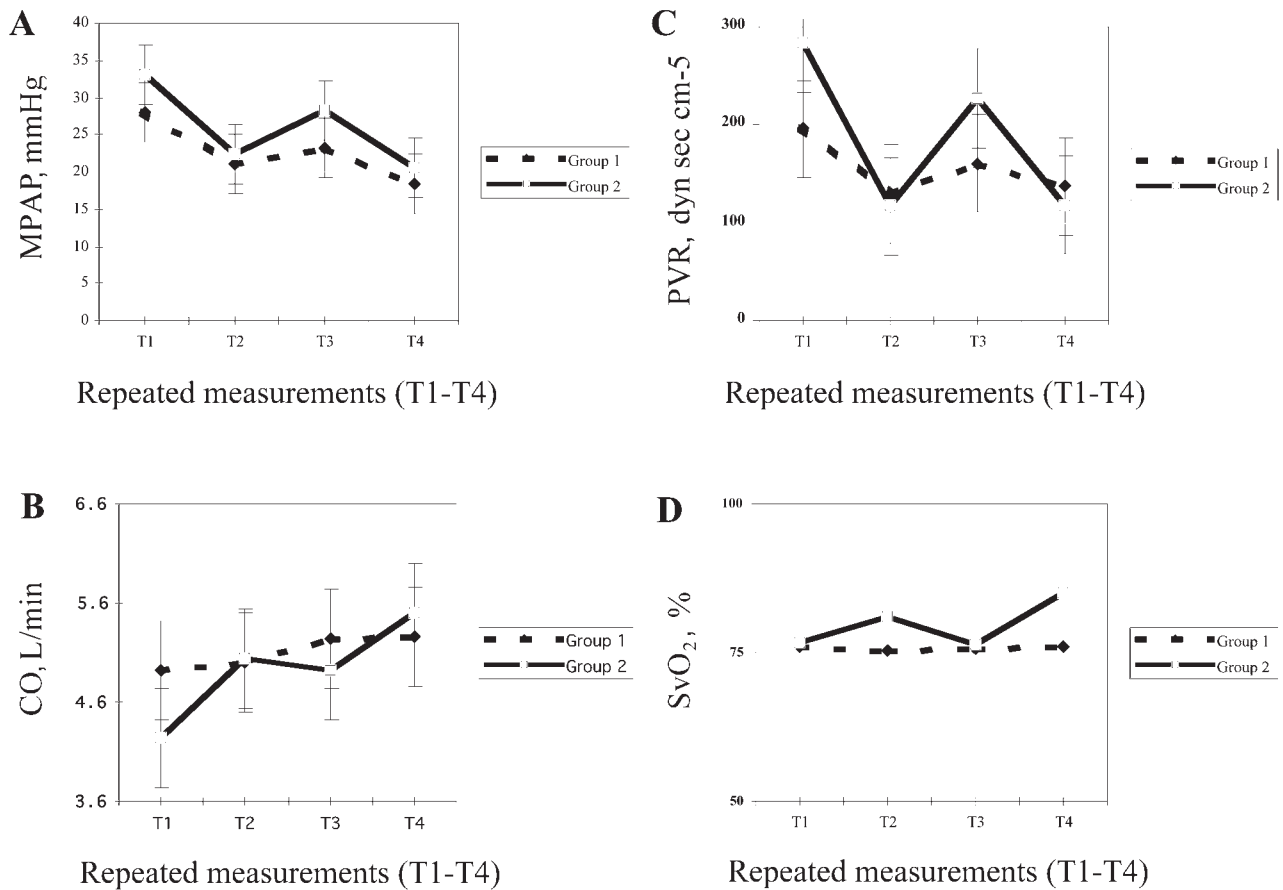 A
MPAP, mmHg
40
35
30
25
20
15
10
5
0
T1 T2 T3 T4
Repeated measurements (T1-T4)
Group 1
Group 2
C
PVR, dyn sec cm-5
300
200
100
0
T1 T2 T3 T4
Repeated measurements (T1-T4)
Group 1
Group 2
B
CO, L/min
6.6
5.6
4.6
3.6
T1 T2 T3 T4
Repeated measurements (T1-T4)
Group 1
Group 2
D
SvO2, %
100
75
50
T1 T2 T3 T4
Repeated measurements (T1-T4)
Group 1
Group 2